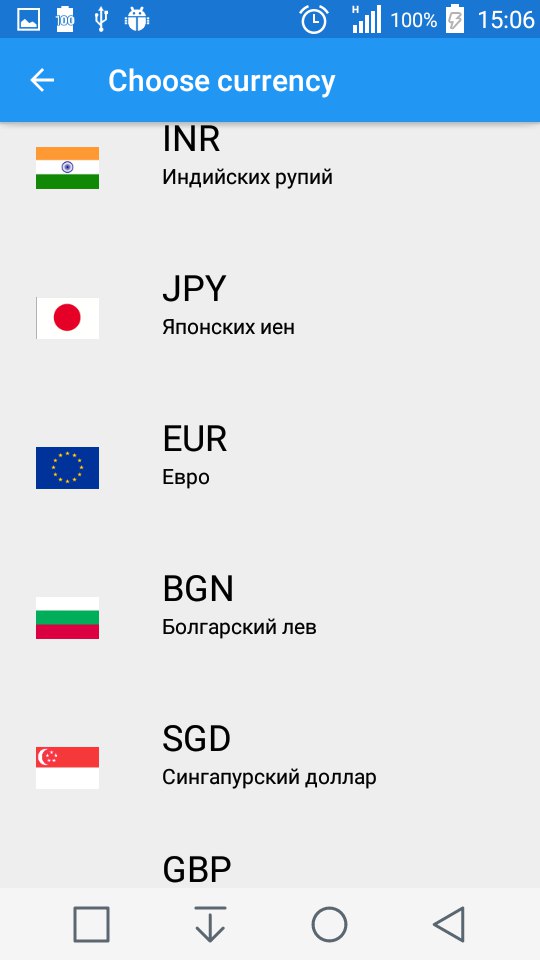 100 H 100% 15:06
Choose currency
INR
Индийских рупий
JPY
Японских иен
EUR
Евро
BGN
Болгарский лев
SGD
Сингапурский доллар
GBP